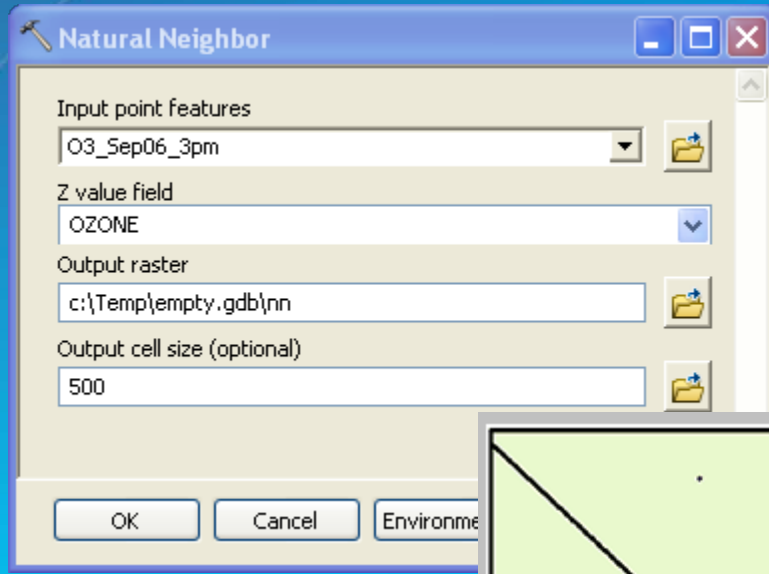 Natural Neighbor
Input point features
O3_Sep06_3pm
Z value field
OZONE
Output raster
c:\Temp\empty.gdb\nn
Output cell size (optional)
500
OK
Cancel